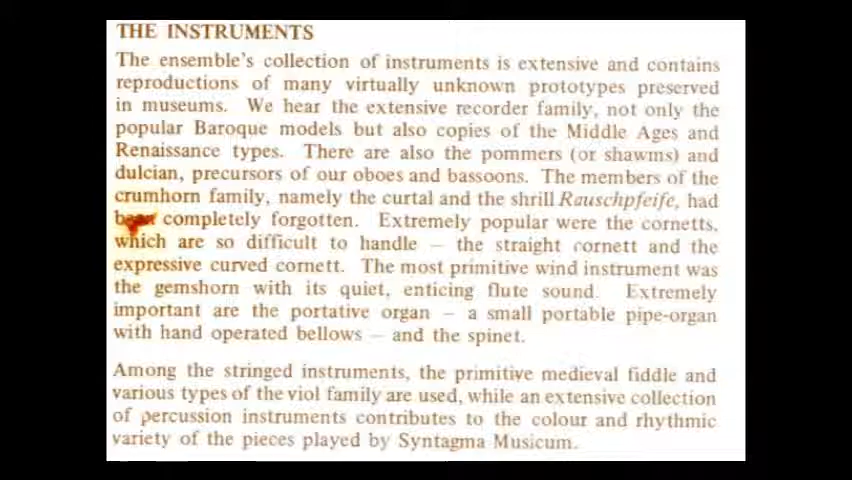 THE INSTRUMENTS
The ensemble's collection of instruments is extensive and contains
reproductions of many virtually unknown prototypes preserved
in museums. We hear the extensive recorder family, not only the
popular Baroque models but also copies of the Middle Ages and
Renaissance types. There are also the pommers (or shawms) and
dulcian, precursors of our oboes and bassoons. The members of the
crumhorn family, namely the curtal and the shrill Rauschpfeife, had
been completely forgotten. Extremely popular were the cornetts,
which are so difficult to handle – the straight cornett and the
expressive curved cornett. The most primitive wind instrument was
the gemshorn with its quiet, enticing flute sound. Extremely
important are the portative organ – a small portable pipe-organ
with hand operated bellows – and the spinet.
Among the stringed instruments, the primitive medieval fiddle and
various types of the viol family are used, while an extensive collection
of percussion instruments contributes to the colour and rhythmic
variety of the pieces played by Syntagma Musicum.